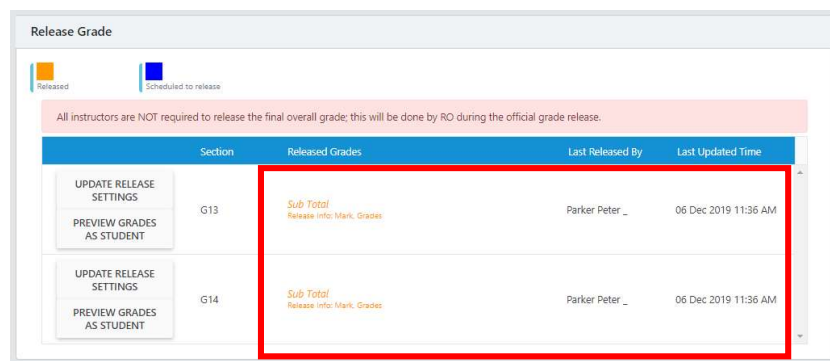 Release Grade
Released
Scheduled to release
All instructors are NOT required to release the final overall grade; this will be done by RO during the official grade release.
Section Released Grades Last Released By Last Updated Time
UPDATE RELEASE
SETTINGS
PREVIEW GRADES
AS STUDENT
G13
Sub Total
Release Info: Mark, Grades
Parker Peter _
06 Dec 2019 11:36 AM
UPDATE RELEASE
SETTINGS
PREVIEW GRADES
AS STUDENT
G14
Sub Total
Release Info: Mark, Grades
Parker Peter _
06 Dec 2019 11:36 AM